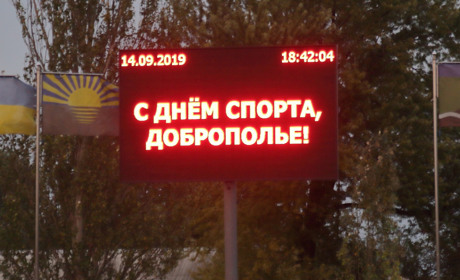 14.09.2019 18:42:04
С ДНЁМ СПОРТА,
ДОБРОПОЛЬЕ!